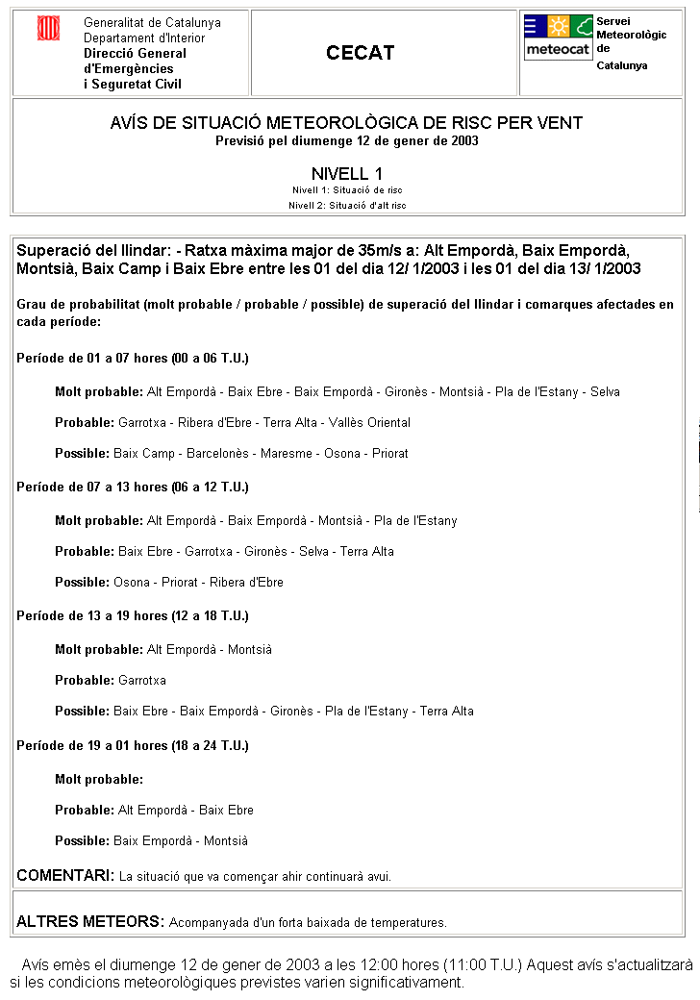 Generalitat de Catalunya
Departament d'Interior
Direcció General
d'Emergències
i Seguretat Civil
CECAT
meteocat
Servei
Meteorològic
de
Catalunya
AVÍS DE SITUACIÓ METEOROLÒGICA DE RISC PER VENT
Previsió pel diumenge 12 de gener de 2003
NIVELL 1
Nivell 1: Situació de risc
Nivell 2: Situació d'alt risc
Superació del llindar: - Ratxa màxima major de 35m/s a: Alt Empordà, Baix Empordà,
Montsià, Baix Camp i Baix Ebre entre les 01 del dia 12/ 1/2003 i les 01 del dia 13/ 1/2003
Grau de probabilitat (molt probable / probable / possible) de superació del llindar i comarques afectades en
cada període:
Període de 01 a 07 hores (00 a 06 T.U.)
Molt probable: Alt Empordà - Baix Ebre - Baix Empordà - Gironès - Montsià - Pla de l'Estany - Selva
Probable: Garrotxa - Ribera d'Ebre - Terra Alta - Vallès Oriental
Possible: Baix Camp - Barcelonès - Maresme - Osona - Priorat
Període de 07 a 13 hores (06 a 12 T.U.)
Molt probable: Alt Empordà - Baix Empordà - Montsià - Pla de l'Estany
Probable: Baix Ebre - Garrotxa - Gironès - Selva - Terra Alta
Possible: Osona - Priorat - Ribera d'Ebre
Període de 13 a 19 hores (12 a 18 T.U.)
Molt probable: Alt Empordà - Montsià
Probable: Garrotxa
Possible: Baix Ebre - Baix Empordà - Gironès - Pla de l'Estany - Terra Alta
Període de 19 a 01 hores (18 a 24 T.U.)
Molt probable:
Probable: Alt Empordà - Baix Ebre
Possible: Baix Empordà - Montsià
COMENTARI: La situació que va començar ahir continuarà avui.
ALTRES METEORS: Acompanyada d'un forta baixada de temperatures.
Avís emès el diumenge 12 de gener de 2003 a les 12:00 hores (11:00 T.U.) Aquest avís s'actualitzarà
si les condicions meteorològiques previstes varien significativament.